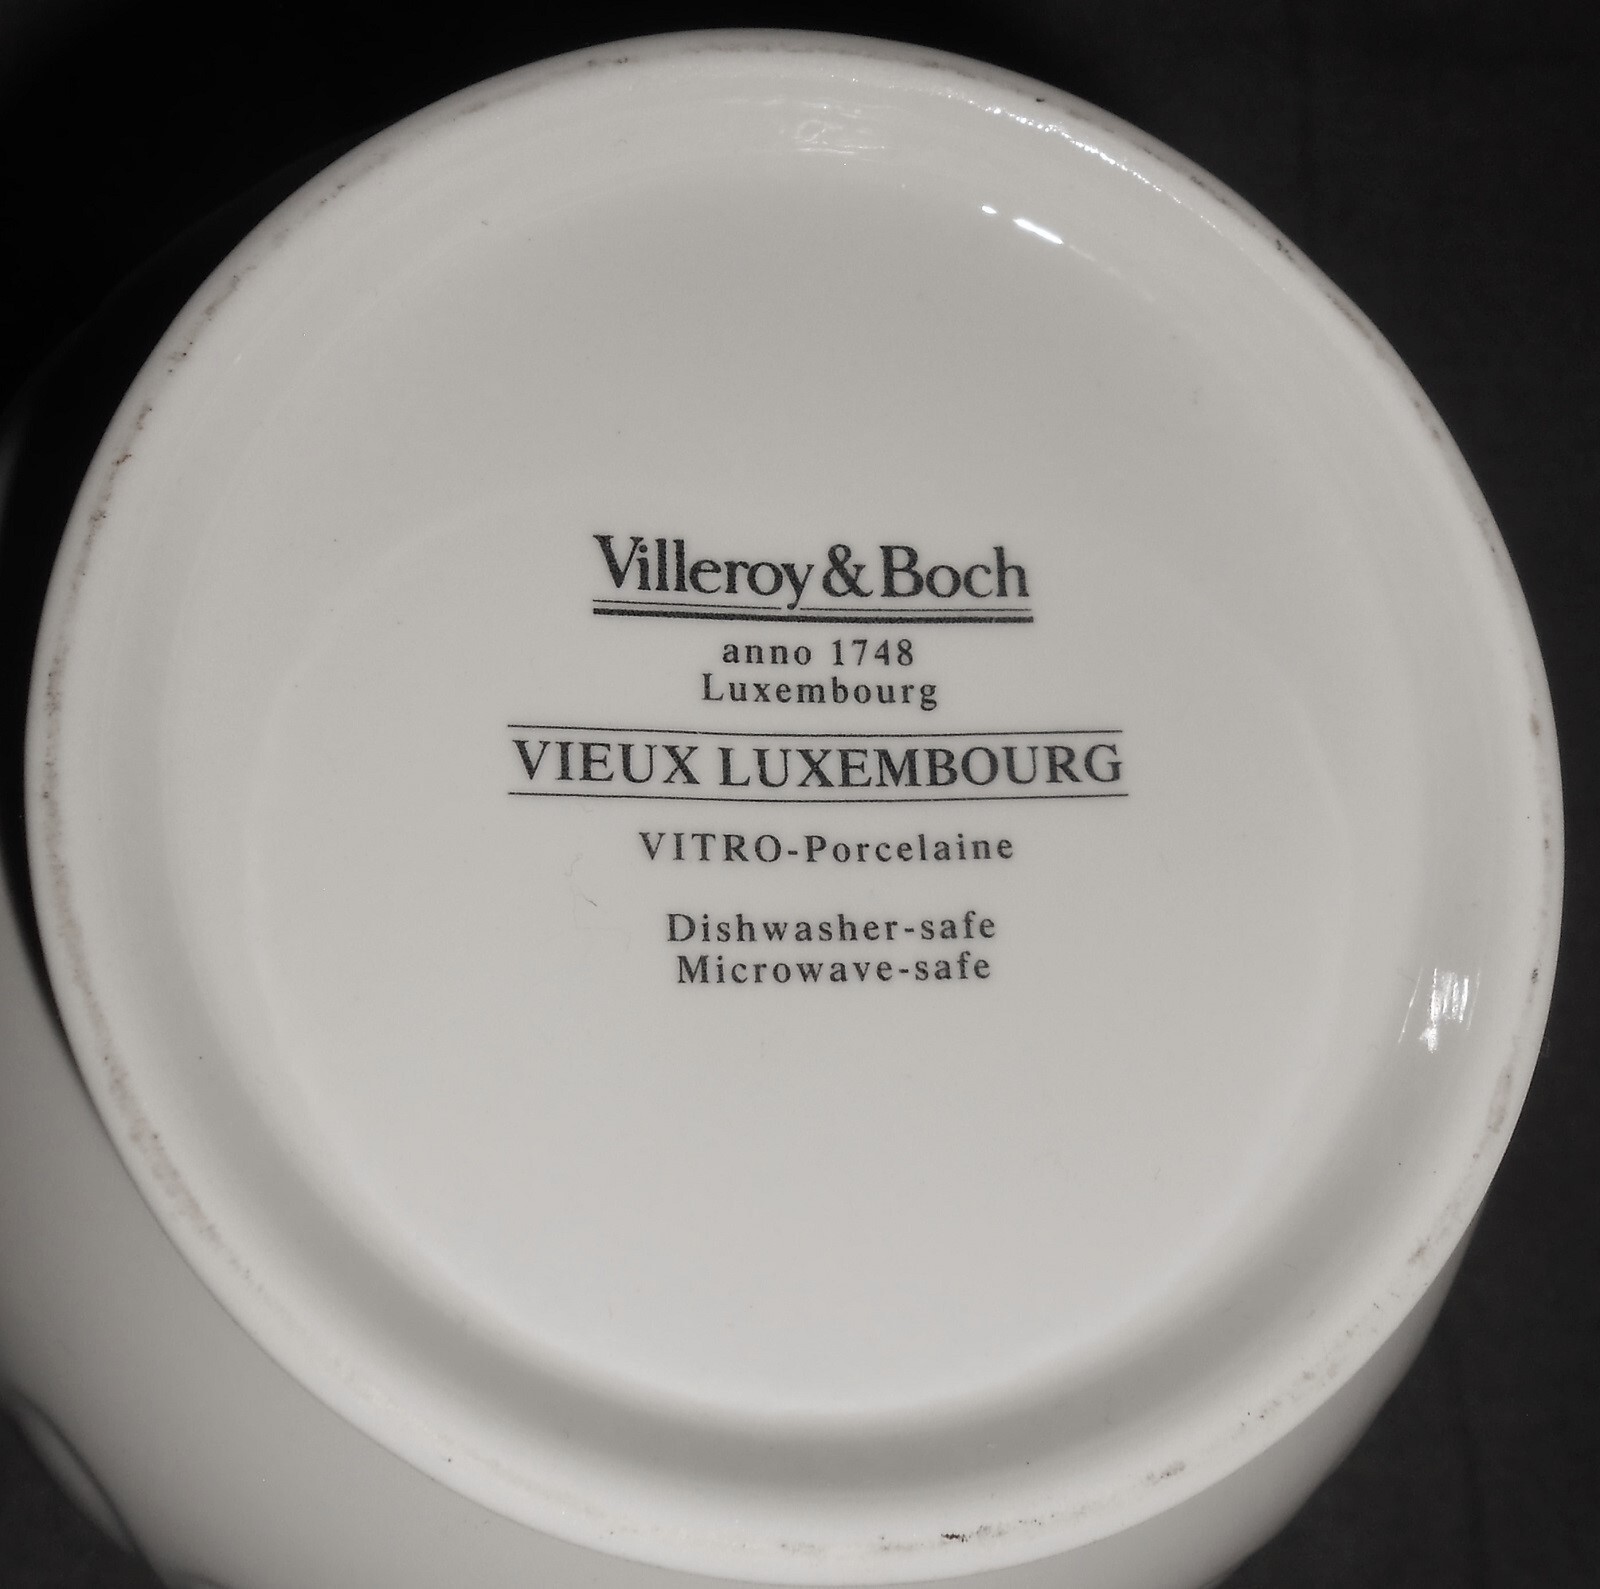 Villeroy & Boch
anno 1748
Luxembourg
VIEUX LUXEMBOURG
VITRO-Porcelaine
Dishwasher-safe
Microwave-safe